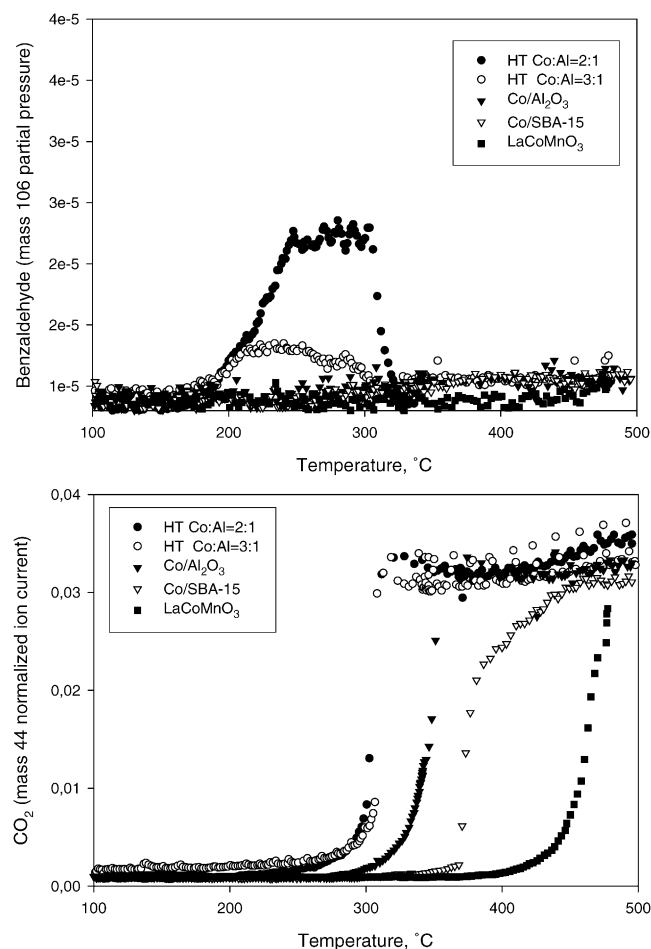 4e-5
4e-5
3e-5
3e-5
2e-5
2e-5
1e-5
Benzaldehyde (mass 106 partial pressure)
HT Co:Al=2:1
HT Co:Al=3:1
Co/Al₂O₃
Co/SBA-15
LaCoMnO₃
100 200 300 400 500
Temperature, ˚C
0,04
0,03
0,02
0,01
0,00
CO₂ (mass 44 normalized ion current)
HT Co:Al=2:1
HT Co:Al=3:1
Co/Al₂O₃
Co/SBA-15
LaCoMnO₃
100 200 300 400 500
Temperature, ˚C